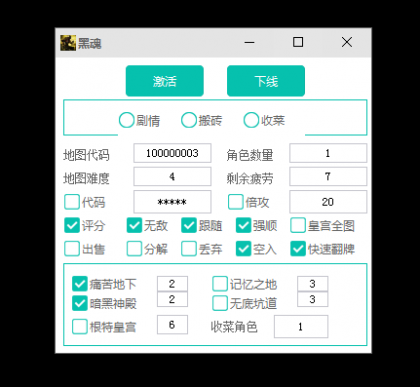 黑魂
激活 下线
剧情 搬砖 收菜
地图代码 100000003 角色数量 1
地图难度 4 剩余疲劳 7
代码 ***** 倍攻 20
评分 无敌 跟随 强顺 皇宫全图
出售 分解 丢弃 空入 快速翻牌
痛苦地下 2 记忆之地 3
暗黑神殿 2 无底坑道 3
根特皇宫 6 收菜角色 1